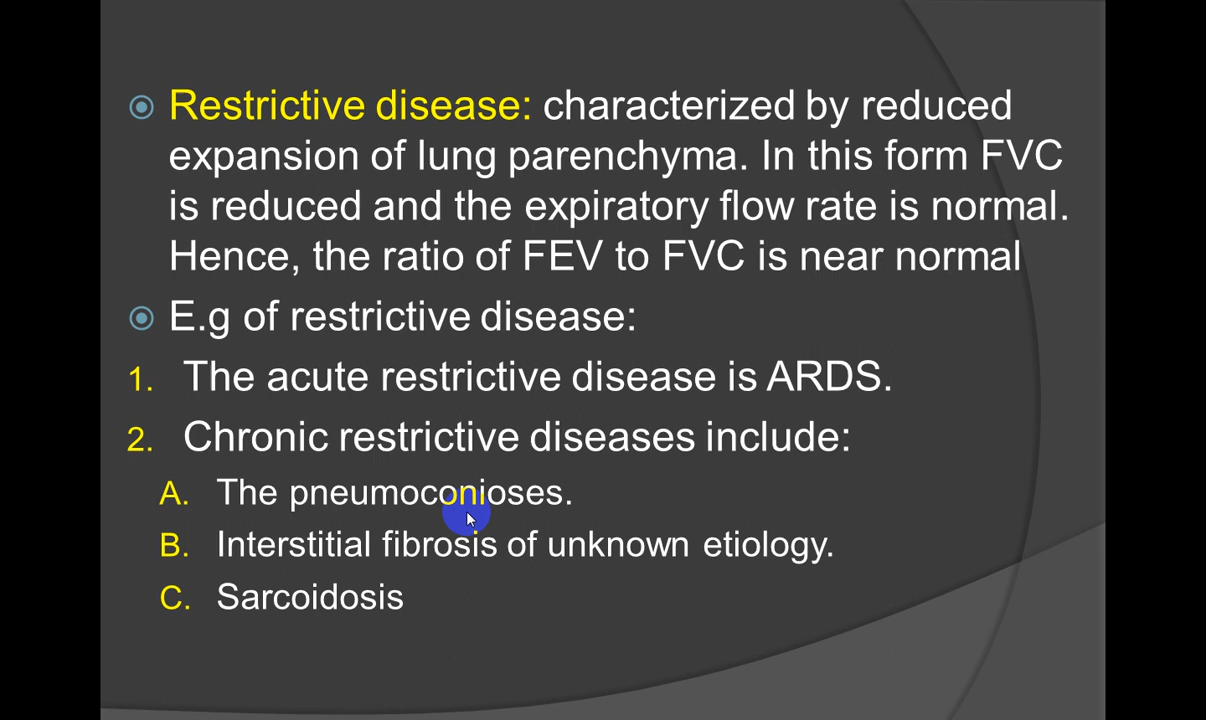 Restrictive disease: characterized by reduced
expansion of lung parenchyma. In this form FVC
is reduced and the expiratory flow rate is normal.
Hence, the ratio of FEV to FVC is near normal
E.g of restrictive disease:
1. The acute restrictive disease is ARDS.
2. Chronic restrictive diseases include:
A. The pneumoconioses.
B. Interstitial fibrosis of unknown etiology.
C. Sarcoidosis